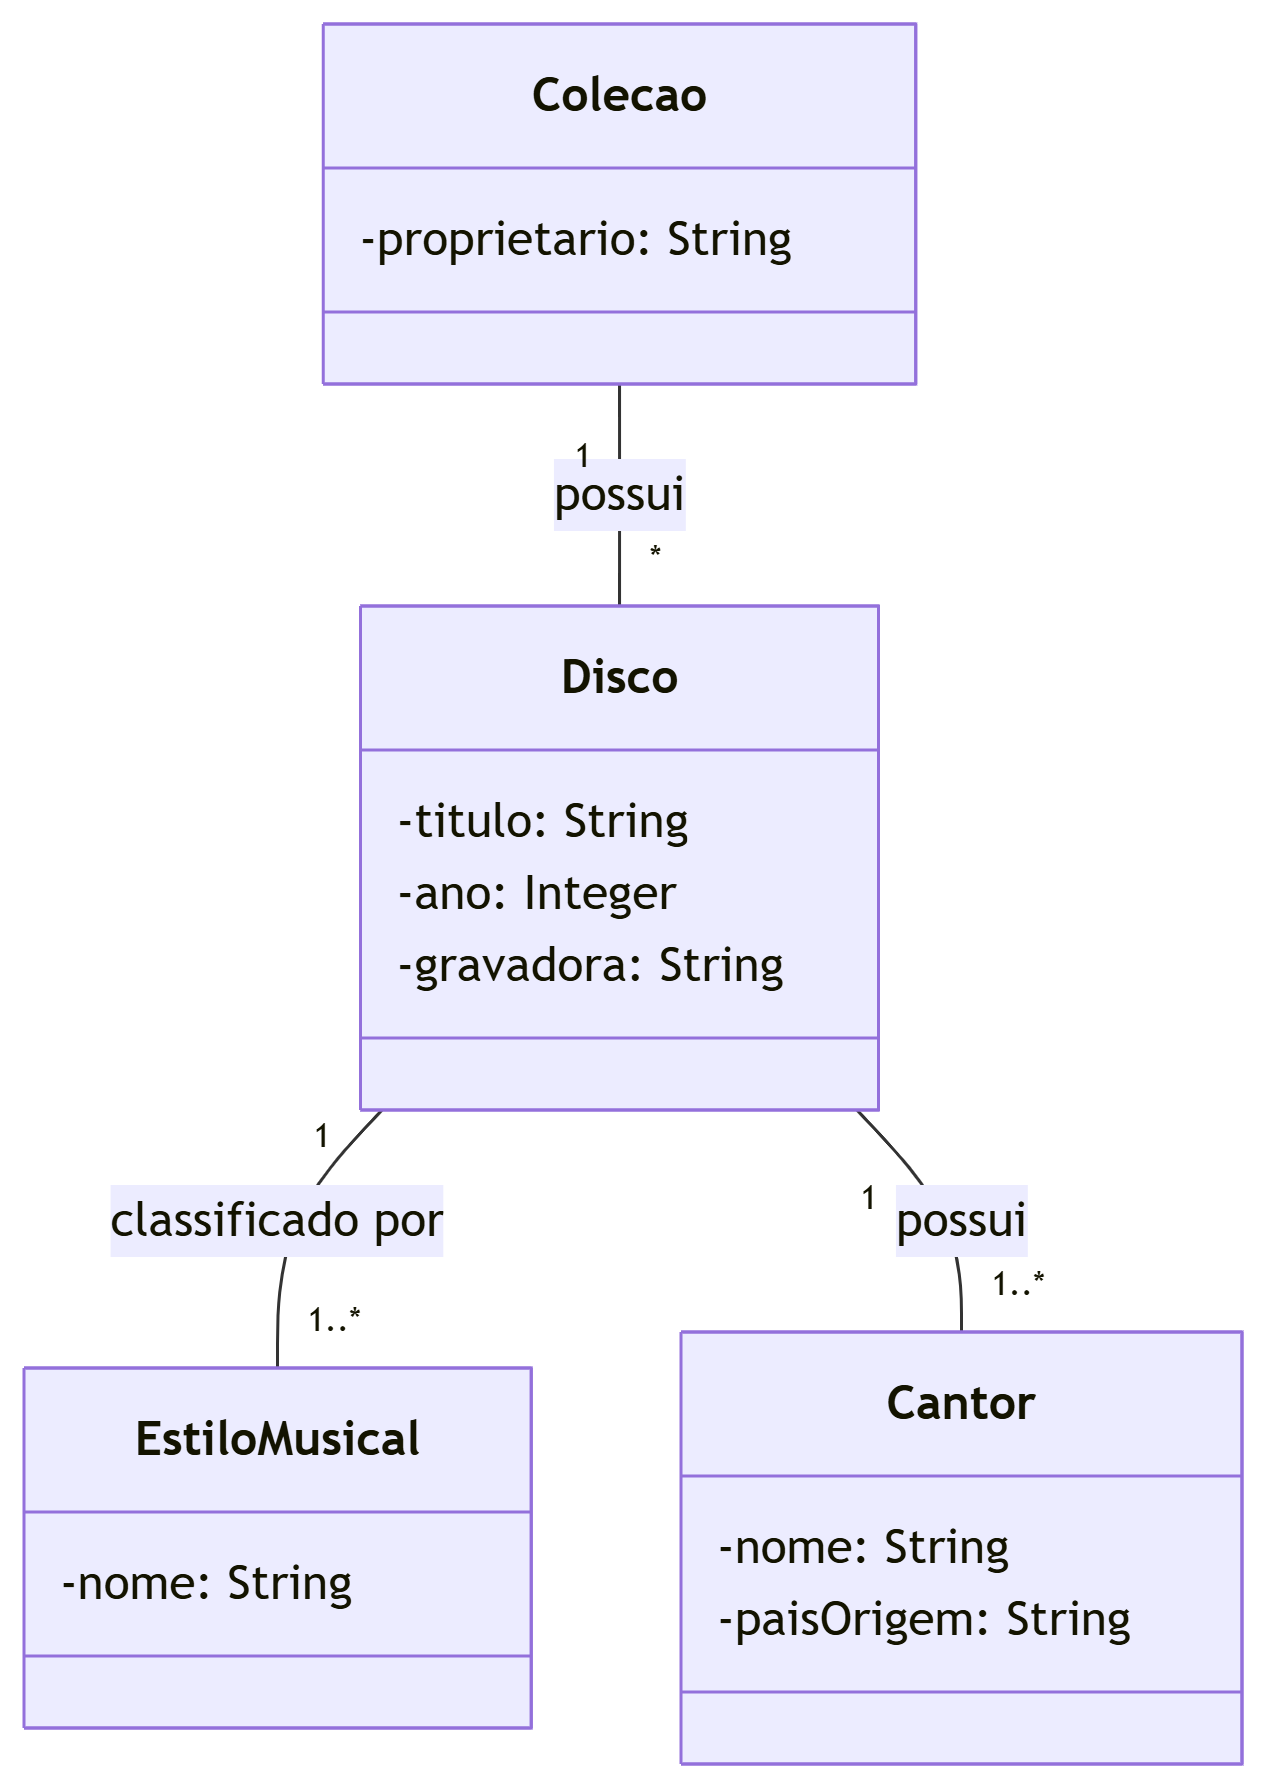 Colecao
-proprietario: String
1
possui
*
Disco
-titulo: String
-ano: Integer
-gravadora: String
1
classificado por
1..*
1
possui
1..*
EstiloMusical
-nome: String
Cantor
-nome: String
-paisOrigem: String